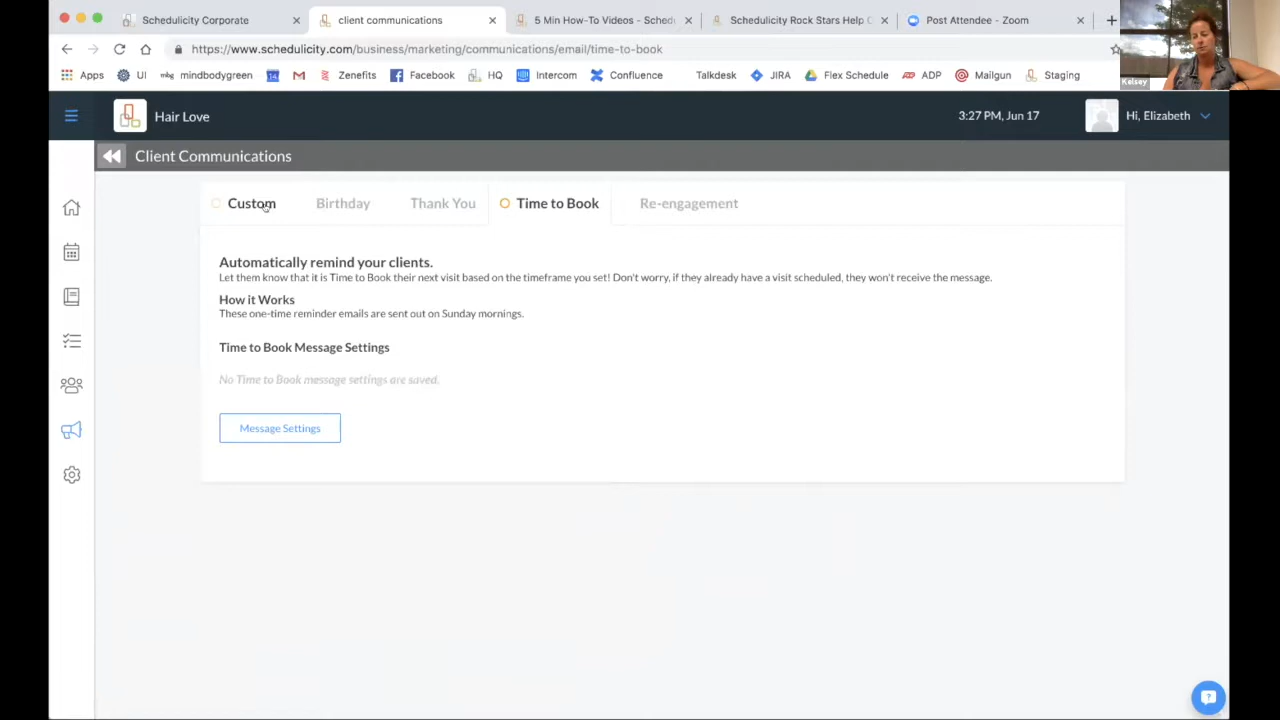 Schedulicity Corporate
client communications
5 Min How-To Videos - Schedu
Schedulicity Rock Stars Help C
Post Attendee - Zoom
https://www.schedulicity.com/business/marketing/communications/email/time-to-book
Apps UI mbg mindbodygreen 14 Zenefits Facebook HQ Intercom Confluence Talkdesk JIRA Flex Schedule ADP Mailgun Staging
Kelsey
Hair Love
3:27 PM, Jun 17
Hi, Elizabeth
Client Communications
Custom
Birthday
Thank You
Time to Book
Re-engagement
Automatically remind your clients.
Let them know that it is Time to Book their next visit based on the timeframe you set! Don't worry, if they already have a visit scheduled, they won't receive the message.
How it Works
These one-time reminder emails are sent out on Sunday mornings.
Time to Book Message Settings
No Time to Book message settings are saved.
Message Settings